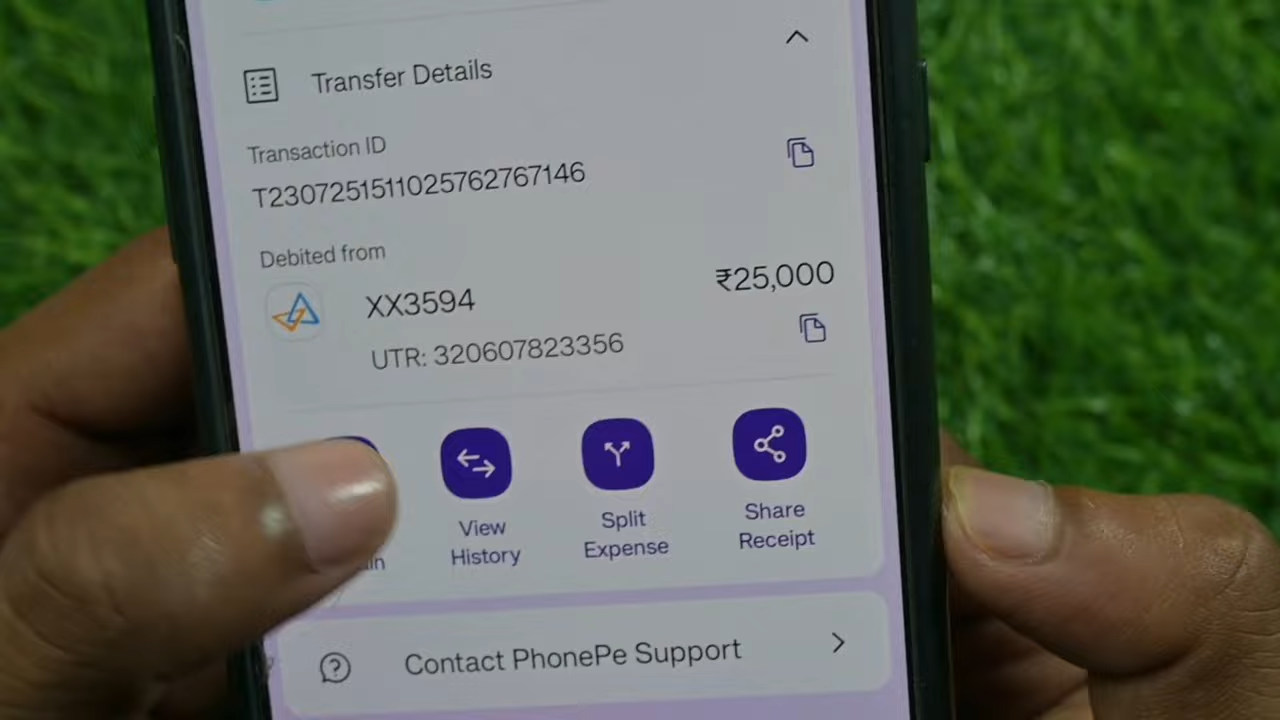 Transfer Details
Transaction ID
T2307251511025762767146
Debited from
XX3594
₹25,000
UTR: 320607823356
View
History
Split
Expense
Share
Receipt
Contact PhonePe Support